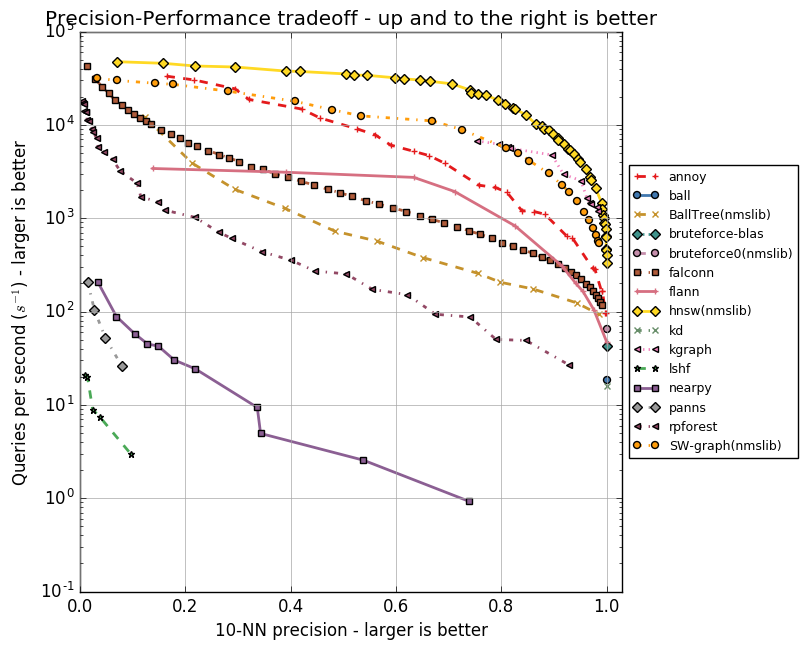 Precision-Performance tradeoff - up and to the right is better
Queries per second (s⁻¹) - larger is better
10⁵
10⁴
10³
10²
10¹
10⁰
10⁻¹
0.0 0.2 0.4 0.6 0.8 1.0
10-NN precision - larger is better
annoy
ball
BallTree(nmslib)
bruteforce-blas
bruteforce0(nmslib)
falconn
flann
hnsw(nmslib)
kd
kgraph
lshf
nearpy
panns
rpforest
SW-graph(nmslib)